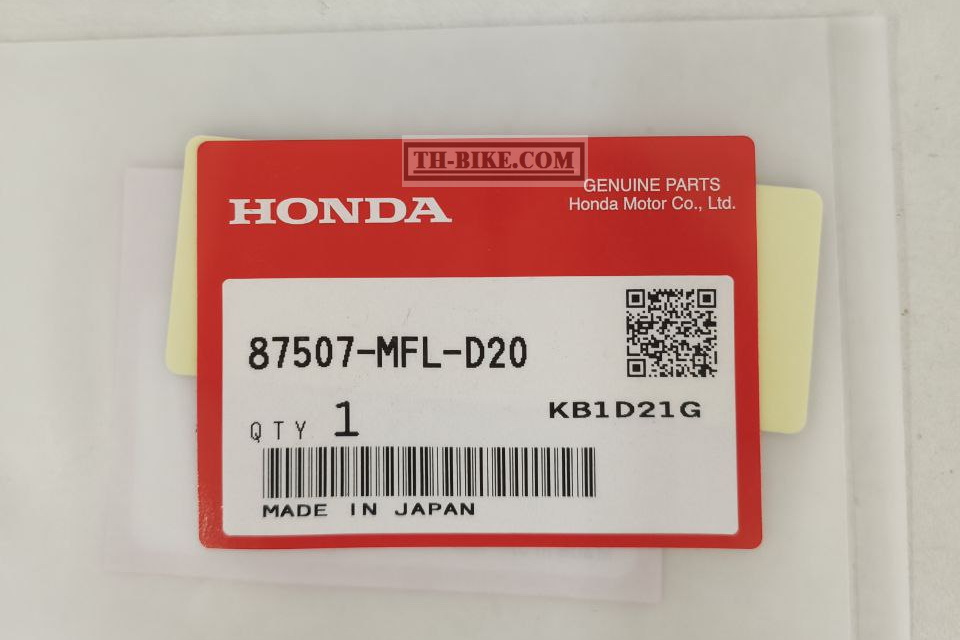 TH-BIKE.COM
HONDA
GENUINE PARTS
Honda Motor Co., Ltd.
87507-MFL-D20
KB1D21G
QTY 1
MADE IN JAPAN